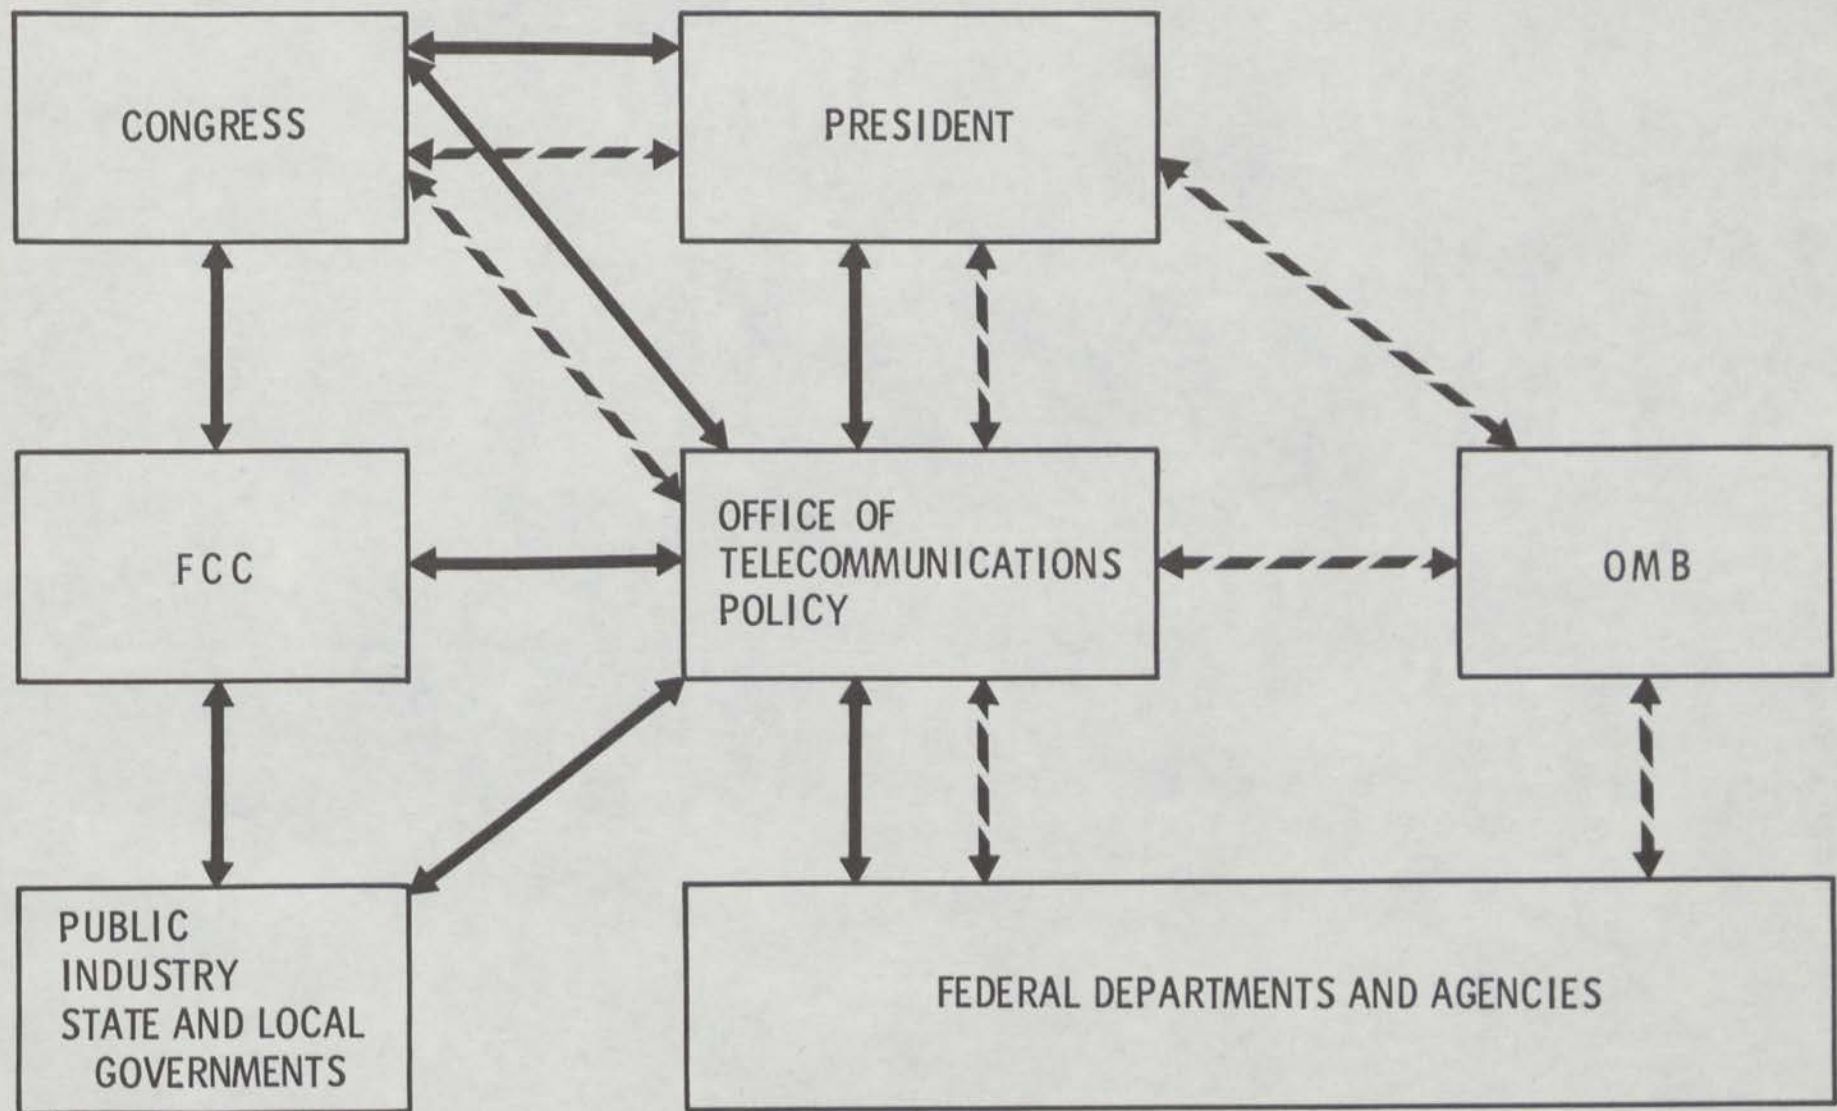 CONGRESS
PRESIDENT
FCC
OFFICE OF
TELECOMMUNICATIONS
POLICY
OMB
PUBLIC
INDUSTRY
STATE AND LOCAL
GOVERNMENTS
FEDERAL DEPARTMENTS AND AGENCIES